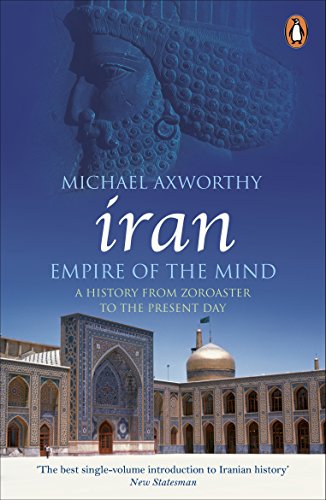 MICHAEL AXWORTHY
iran
EMPIRE OF THE MIND
A HISTORY FROM ZOROASTER
TO THE PRESENT DAY
‘The best single-volume introduction to Iranian history’
New Statesman